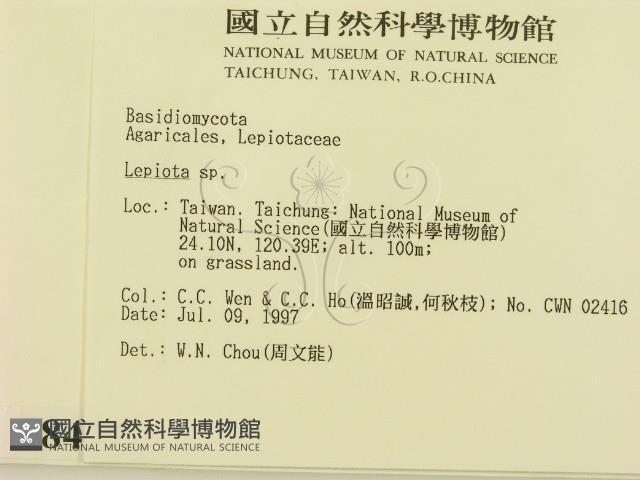 國立自然科學博物館
NATIONAL MUSEUM OF NATURAL SCIENCE
TAICHUNG, TAIWAN, R.O.CHINA
Basidiomycota
Agaricales, Lepiotaceae
Lepiota sp.
Loc.: Taiwan. Taichung: National Museum of
Natural Science(國立自然科學博物館)
24.10N, 120.39E; alt. 100m;
on grassland.
Col.: C.C. Wen & C.C. Ho(溫昭誠,何秋枝); No. CWN 02416
Date: Jul. 09, 1997
Det.: W.N. Chou(周文能)
84
國立自然科學博物館
NATIONAL MUSEUM OF NATURAL SCIENCE